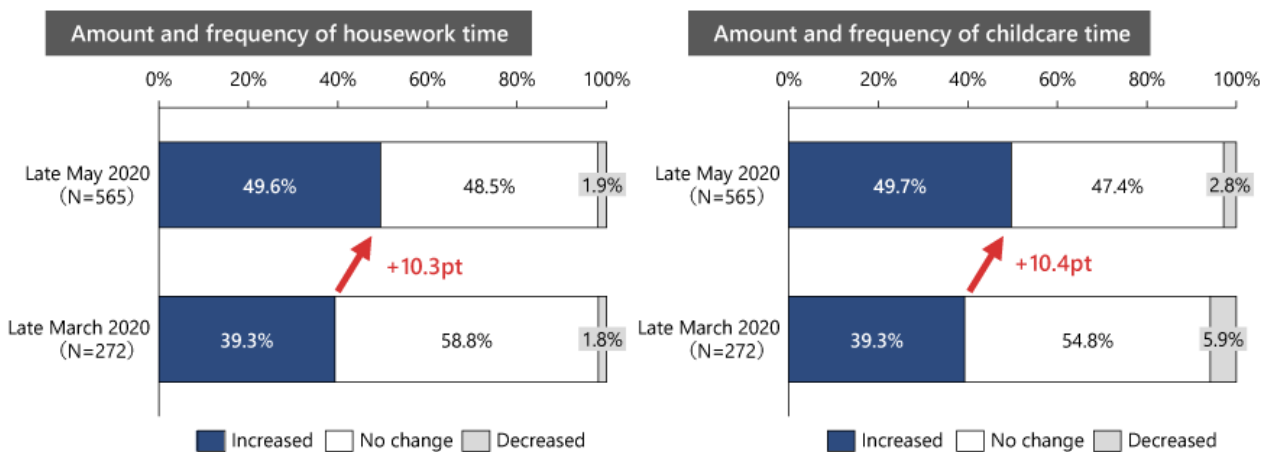 Amount and frequency of housework time
0% 20% 40% 60% 80% 100%
Late May 2020
(N=565)
49.6% 48.5% 1.9%
+10.3pt
Late March 2020
(N=272)
39.3% 58.8% 1.8%
Increased No change Decreased
Amount and frequency of childcare time
0% 20% 40% 60% 80% 100%
Late May 2020
(N=565)
49.7% 47.4% 2.8%
+10.4pt
Late March 2020
(N=272)
39.3% 54.8% 5.9%
Increased No change Decreased